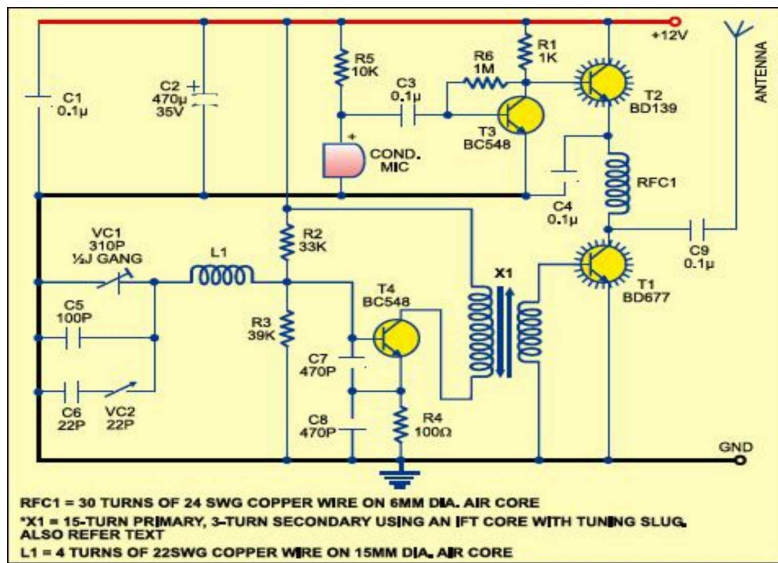 +12V
ANTENNA
C1
0.1µ
C2
470µ
35V
+
R5
10K
C3
0.1µ
R6
1M
R1
1K
T2
BD139
T3
BC548
+
COND.
MIC
C4
0.1µ
RFC1
C9
0.1µ
VC1
310P
½J GANG
L1
R2
33K
X1
T1
BD677
T4
BC548
C5
100P
R3
39K
C7
470P
C6
22P
VC2
22P
C8
470P
R4
100Ω
GND
RFC1 = 30 TURNS OF 24 SWG COPPER WIRE ON 6MM DIA. AIR CORE
*X1 = 15-TURN PRIMARY, 3-TURN SECONDARY USING AN IFT CORE WITH TUNING SLUG.
ALSO REFER TEXT
L1 = 4 TURNS OF 22SWG COPPER WIRE ON 15MM DIA. AIR CORE